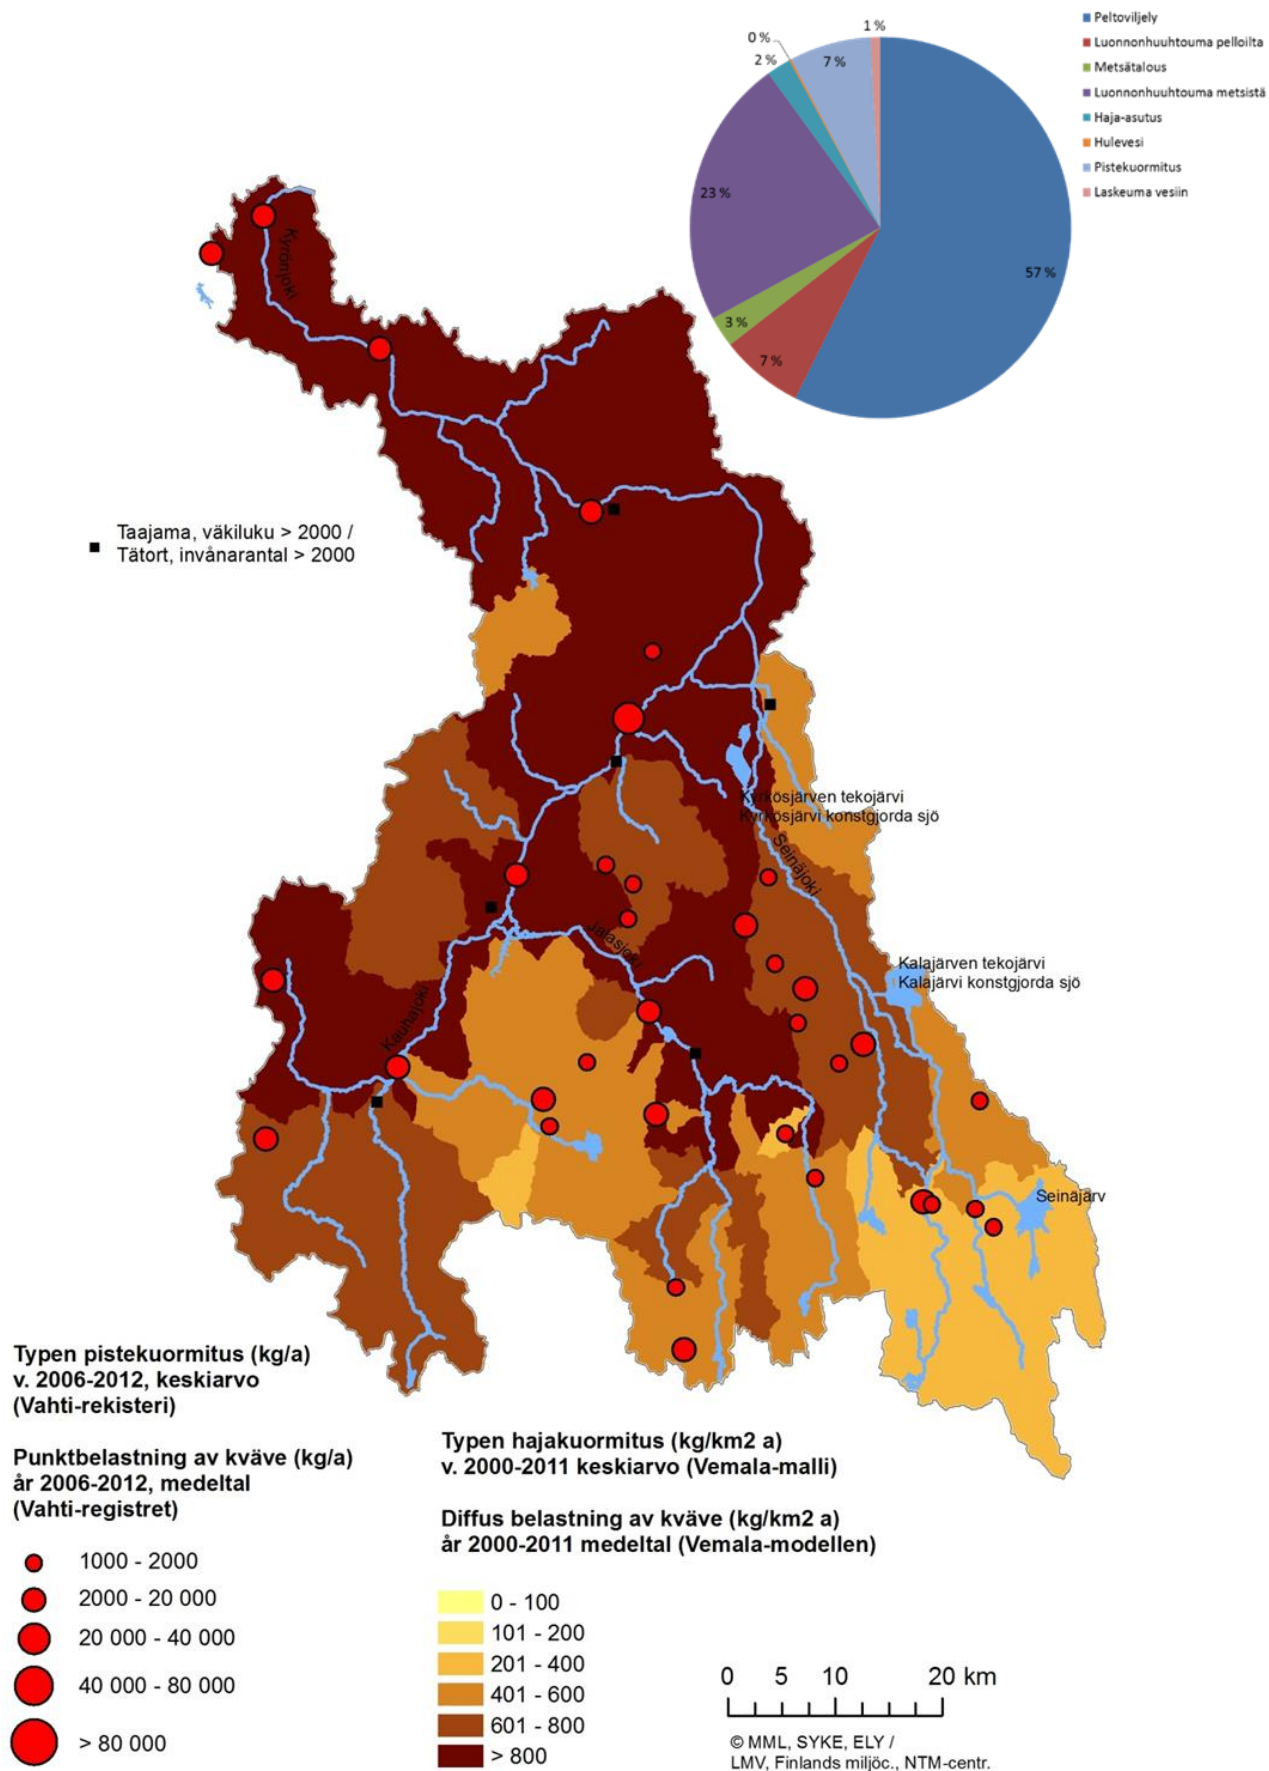 1 %
0 %
2 %
7 %
23 %
57 %
3 %
7 %
Peltoviljely
Luonnonhuuhtouma pelloilta
Metsätalous
Luonnonhuuhtouma metsistä
Haja-asutus
Hulevesi
Pistekuormitus
Laskeuma vesiin
Kyrönjoki
Taajama, väkiluku > 2000 /
Tätort, invånarantal > 2000
Kyrkösjärven tekojärvi
Kyrkösjärvi konstgjorda sjö
Seinäjoki
Jalasjoki
Kalajärven tekojärvi
Kalajärvi konstgjorda sjö
Kauhajoki
Seinäjärv
Typen pistekuormitus (kg/a)
v. 2006-2012, keskiarvo
(Vahti-rekisteri)
Punktbelastning av kväve (kg/a)
år 2006-2012, medeltal
(Vahti-registret)
1000 - 2000
2000 - 20 000
20 000 - 40 000
40 000 - 80 000
> 80 000
Typen hajakuormitus (kg/km2 a)
v. 2000-2011 keskiarvo (Vemala-malli)
Diffus belastning av kväve (kg/km2 a)
år 2000-2011 medeltal (Vemala-modellen)
0 - 100
101 - 200
201 - 400
401 - 600
601 - 800
> 800
0 5 10 20 km
© MML, SYKE, ELY /
LMV, Finlands miljöc., NTM-centr.